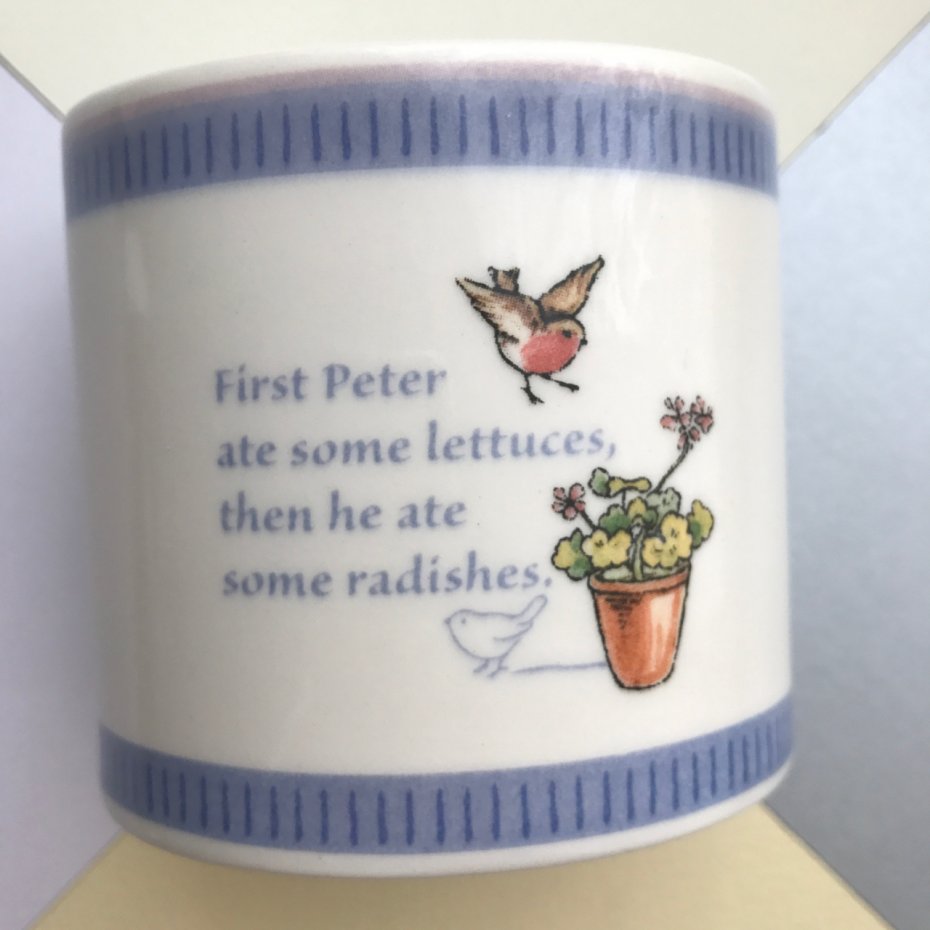 First Peter
ate some lettuces,
then he ate
some radishes.